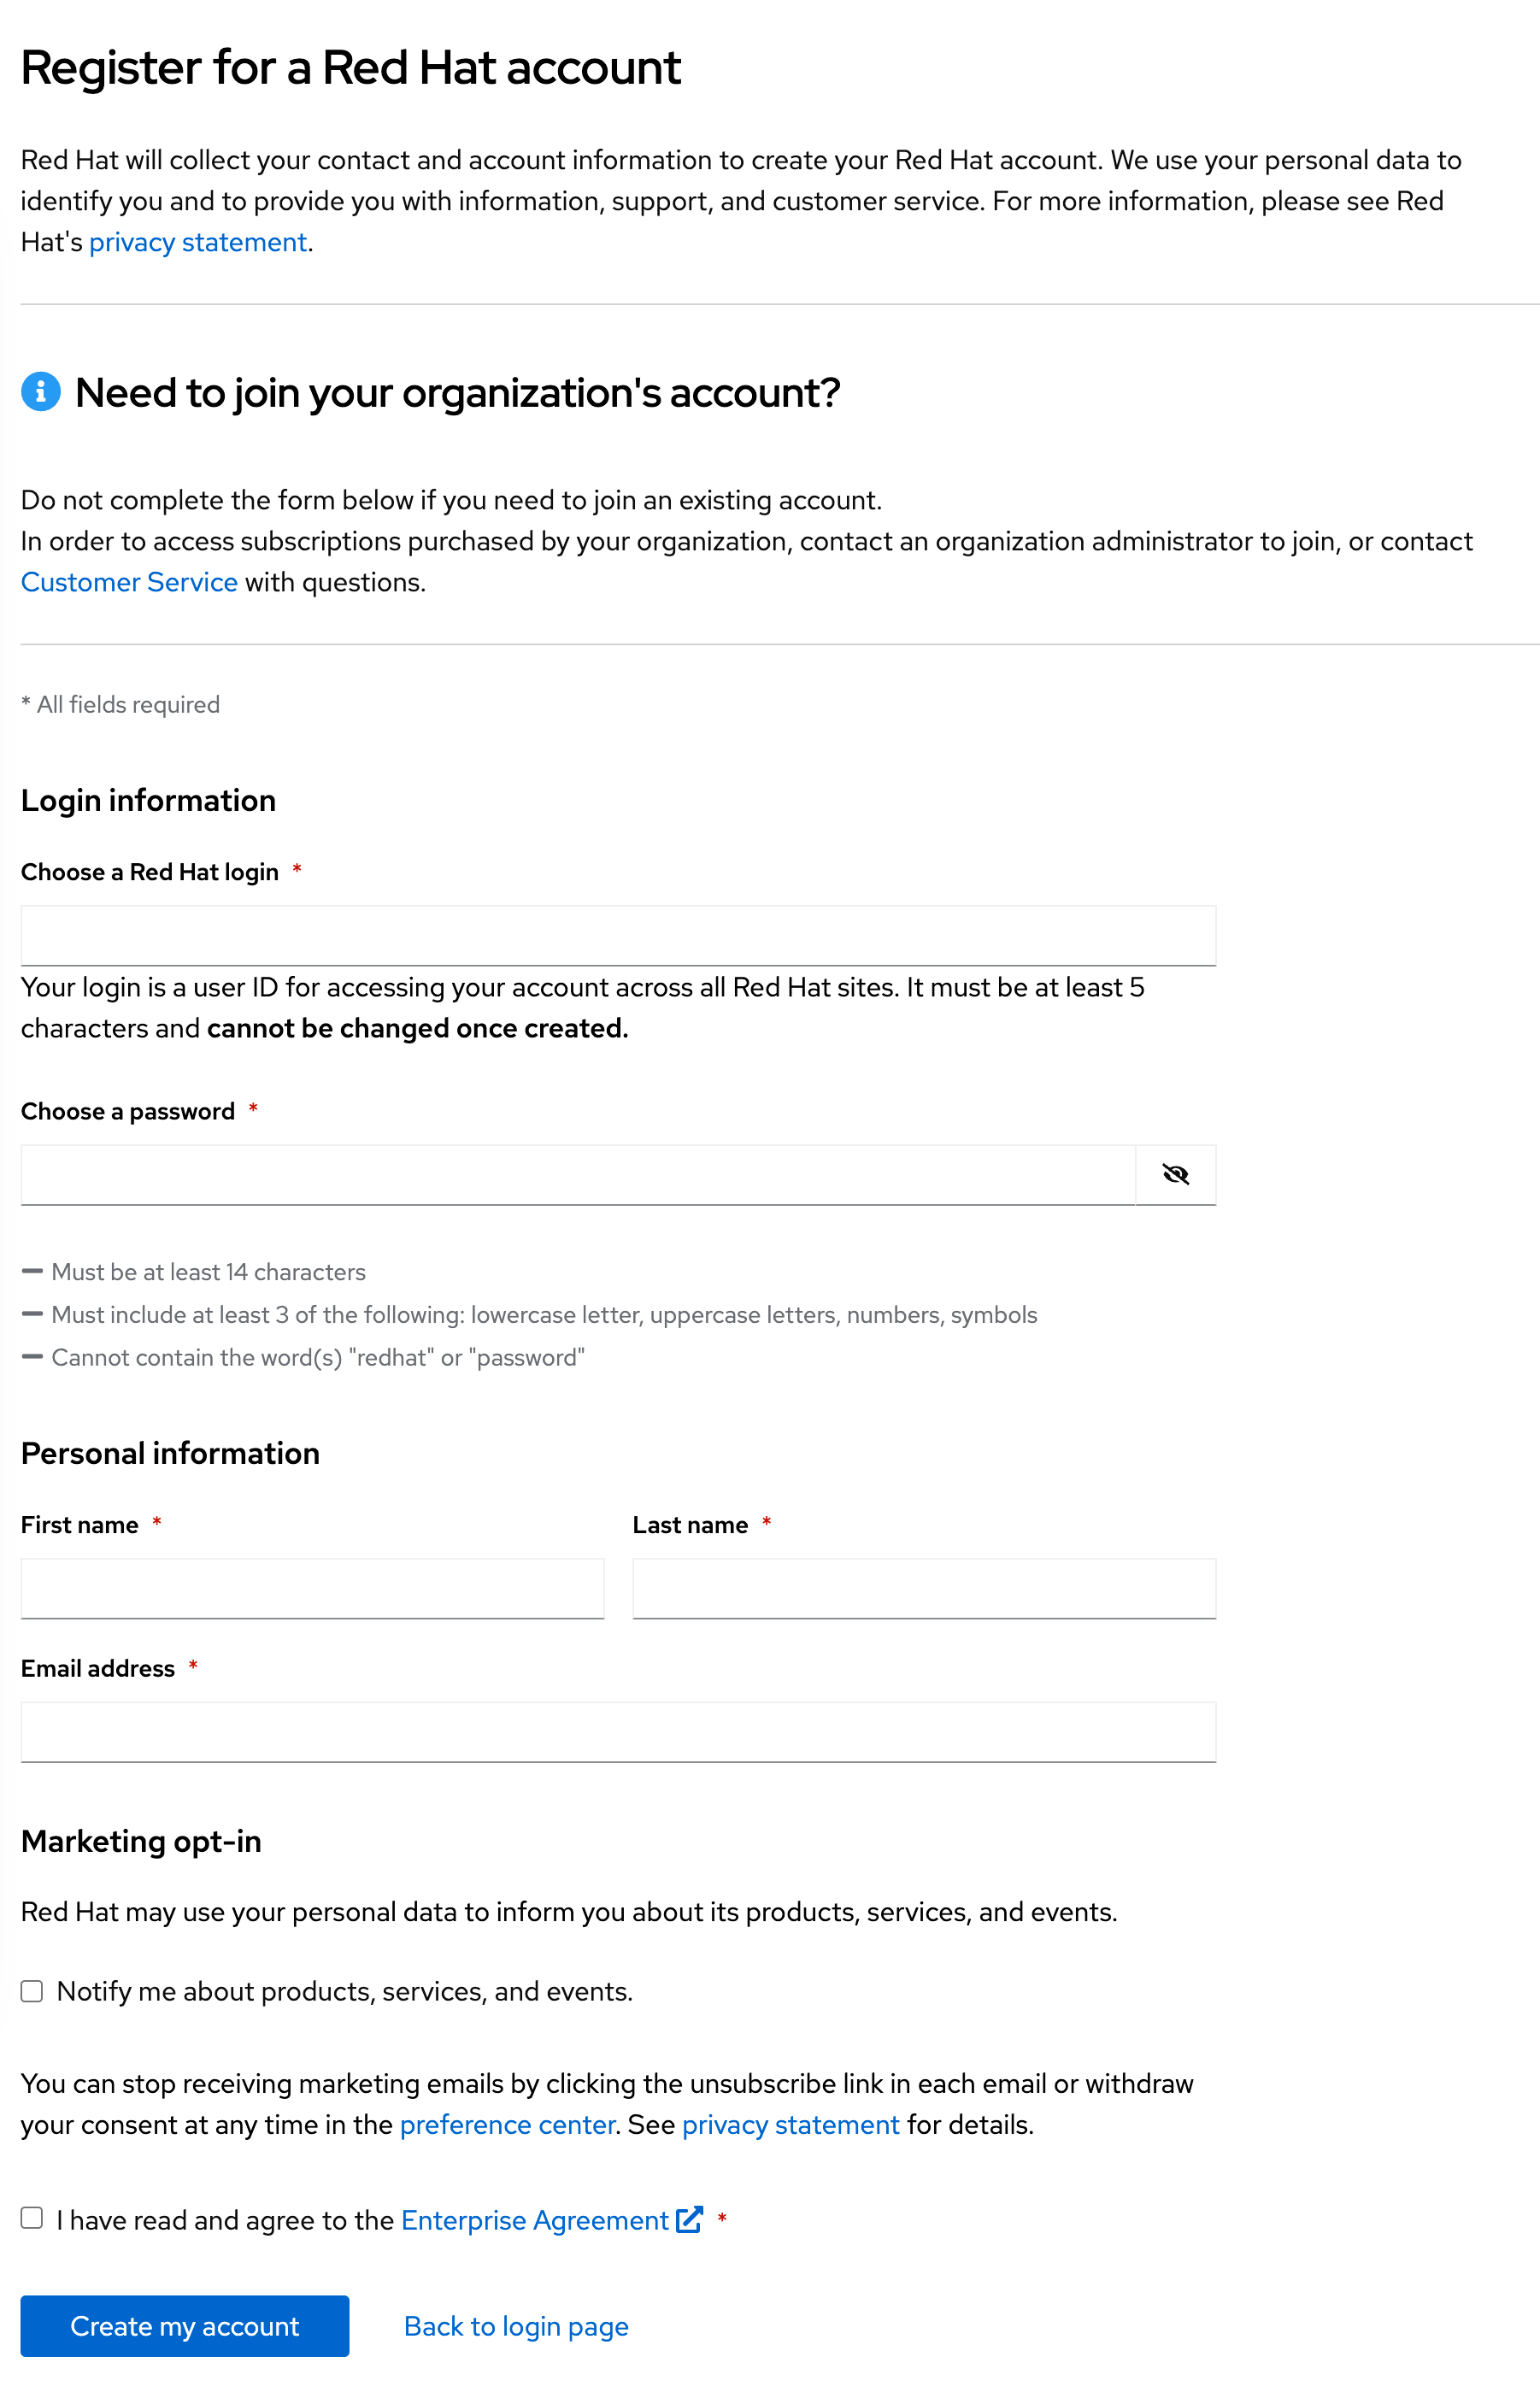 Register for a Red Hat account
Red Hat will collect your contact and account information to create your Red Hat account. We use your personal data to
identify you and to provide you with information, support, and customer service. For more information, please see Red
Hat's privacy statement.
Need to join your organization's account?
Do not complete the form below if you need to join an existing account.
In order to access subscriptions purchased by your organization, contact an organization administrator to join, or contact
Customer Service with questions.
* All fields required
Login information
Choose a Red Hat login *
Your login is a user ID for accessing your account across all Red Hat sites. It must be at least 5
characters and cannot be changed once created.
Choose a password *
Must be at least 14 characters
Must include at least 3 of the following: lowercase letter, uppercase letters, numbers, symbols
Cannot contain the word(s) "redhat" or "password"
Personal information
First name * Last name *
Email address *
Marketing opt-in
Red Hat may use your personal data to inform you about its products, services, and events.
Notify me about products, services, and events.
You can stop receiving marketing emails by clicking the unsubscribe link in each email or withdraw
your consent at any time in the preference center. See privacy statement for details.
I have read and agree to the Enterprise Agreement *
Create my account Back to login page